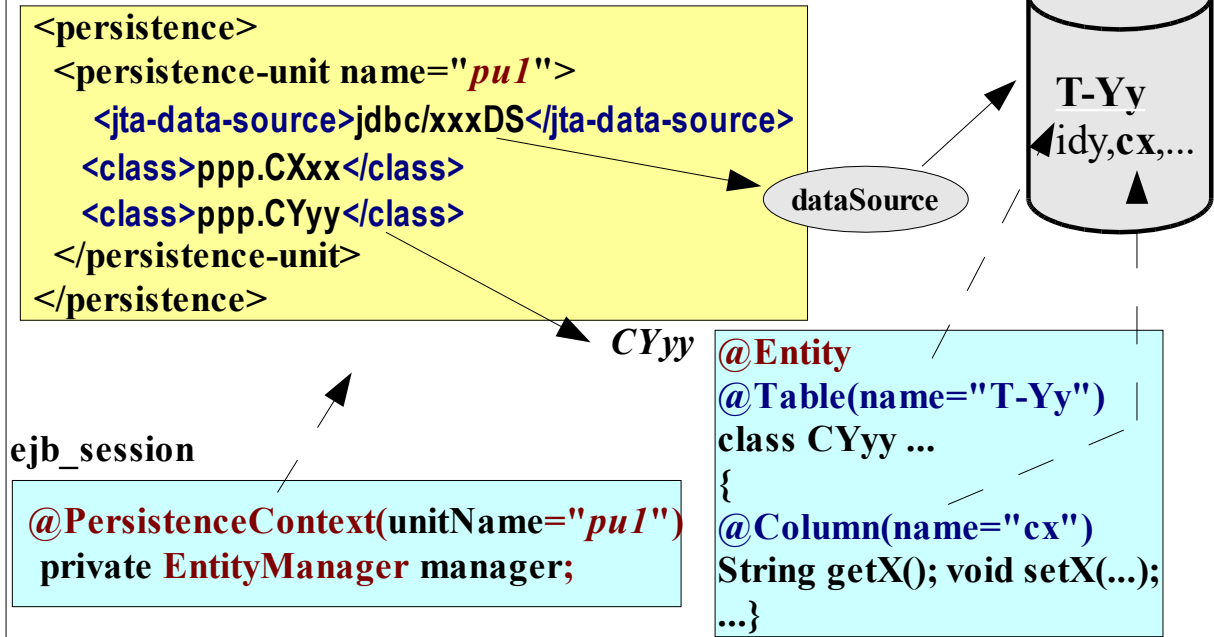 <persistence>
<persistence-unit name="pu1">
<jta-data-source>jdbc/xxxDS</jta-data-source>
<class>ppp.CXxx</class>
<class>ppp.CYyy</class>
</persistence-unit>
</persistence>
dataSource
T-Yy
idy,cx,...
CYyy
@Entity
@Table(name="T-Yy")
class CYyy ...
{
@Column(name="cx")
String getX(); void setX(...);
...}
ejb_session
@PersistenceContext(unitName="pu1")
private EntityManager manager;